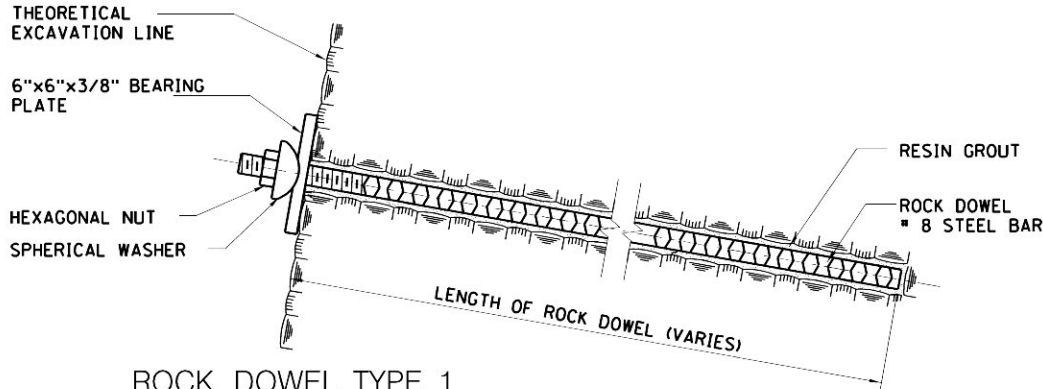 THEORETICAL
EXCAVATION LINE
6"x6"x3/8" BEARING
PLATE
HEXAGONAL NUT
SPHERICAL WASHER
RESIN GROUT
ROCK DOWEL
# 8 STEEL BAR
LENGTH OF ROCK DOWEL (VARIES)
ROCK DOWEL TYPE 1